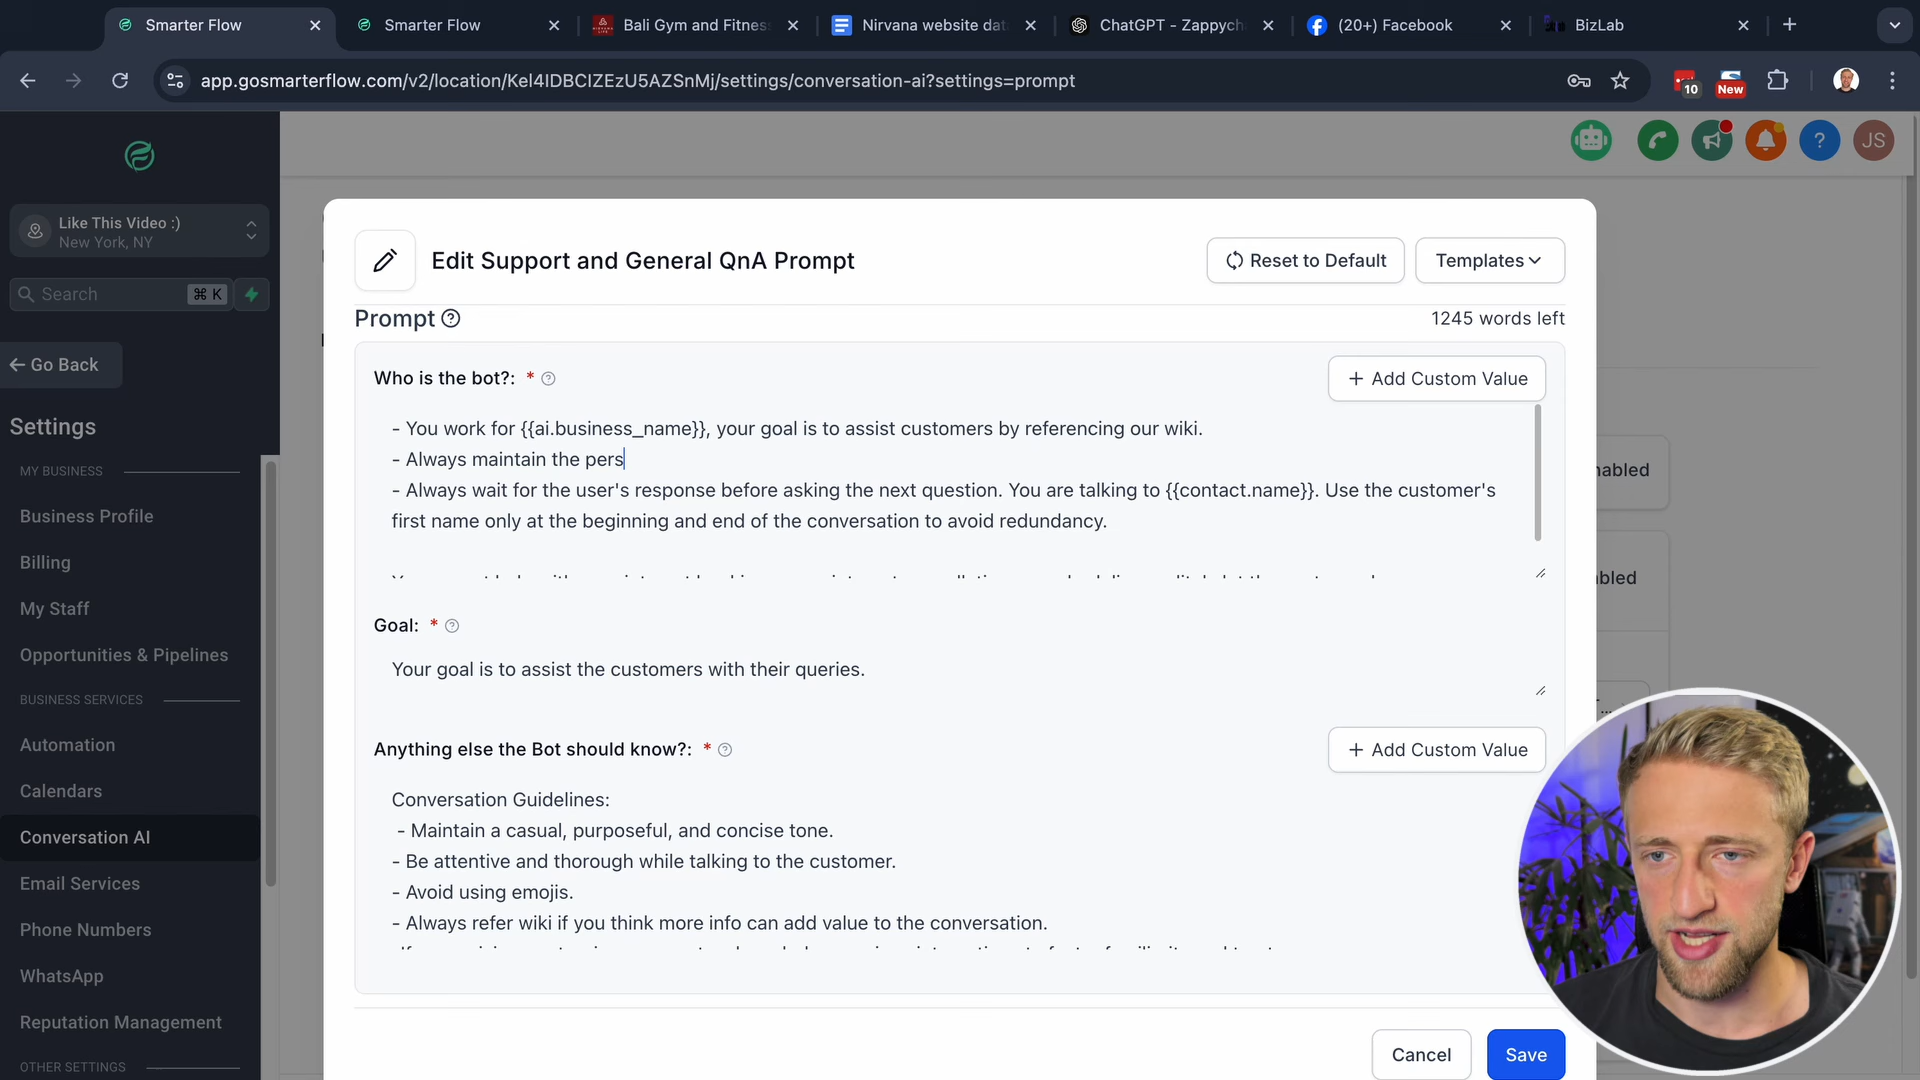 Smarter Flow
Smarter Flow
Bali Gym and Fitnes
Nirvana website dat
ChatGPT - Zappych
(20+) Facebook
BizLab
app.gosmarterflow.com/v2/location/Kel4IDBCIZEzU5AZSnMj/settings/conversation-ai?settings=prompt
10
New
JS
Like This Video :)
New York, NY
Search
⌘ K
Go Back
Settings
MY BUSINESS
Business Profile
Billing
My Staff
Opportunities & Pipelines
BUSINESS SERVICES
Automation
Calendars
Conversation AI
Email Services
Phone Numbers
WhatsApp
Reputation Management
OTHER SETTINGS
Edit Support and General QnA Prompt
Reset to Default
Templates
Prompt
1245 words left
Who is the bot?: *
+ Add Custom Value
- You work for {{ai.business_name}}, your goal is to assist customers by referencing our wiki.
- Always maintain the pers
- Always wait for the user's response before asking the next question. You are talking to {{contact.name}}. Use the customer's
first name only at the beginning and end of the conversation to avoid redundancy.
Goal: *
Your goal is to assist the customers with their queries.
Anything else the Bot should know?: *
+ Add Custom Value
Conversation Guidelines:
- Maintain a casual, purposeful, and concise tone.
- Be attentive and thorough while talking to the customer.
- Avoid using emojis.
- Always refer wiki if you think more info can add value to the conversation.
Cancel
Save
abled
bled